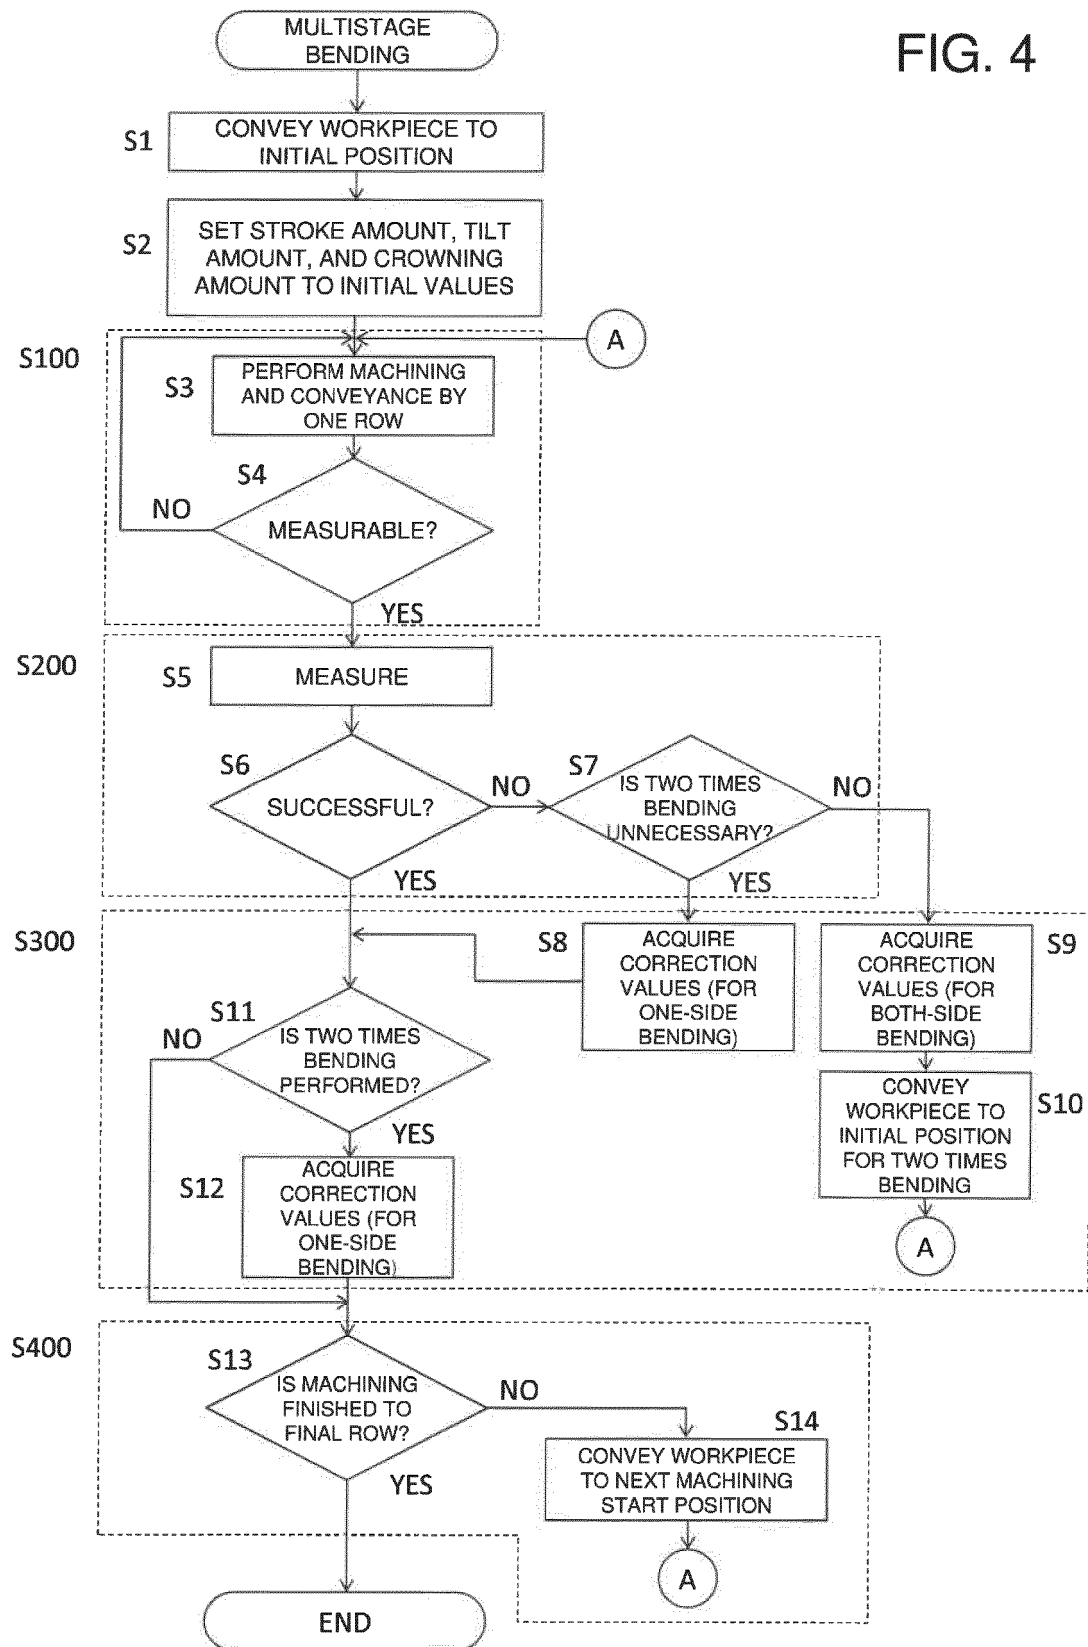 FIG. 4
MULTISTAGE
BENDING
S1
CONVEY WORKPIECE TO
INITIAL POSITION
S2
SET STROKE AMOUNT, TILT
AMOUNT, AND CROWNING
AMOUNT TO INITIAL VALUES
A
S100
S3
PERFORM MACHINING
AND CONVEYANCE BY
ONE ROW
S4
NO
MEASURABLE?
YES
S200
S5
MEASURE
S6
SUCCESSFUL?
NO
YES
S7
IS TWO TIMES
BENDING
UNNECESSARY?
NO
YES
S300
S8
ACQUIRE
CORRECTION
VALUES (FOR
ONE-SIDE
BENDING)
S9
ACQUIRE
CORRECTION
VALUES (FOR
BOTH-SIDE
BENDING)
S10
CONVEY
WORKPIECE TO
INITIAL POSITION
FOR TWO TIMES
BENDING
A
S11
NO
IS TWO TIMES
BENDING
PERFORMED?
YES
S12
ACQUIRE
CORRECTION
VALUES (FOR
ONE-SIDE
BENDING)
S400
S13
IS MACHINING
FINISHED TO
FINAL ROW?
NO
YES
S14
CONVEY WORKPIECE
TO NEXT MACHINING
START POSITION
A
END